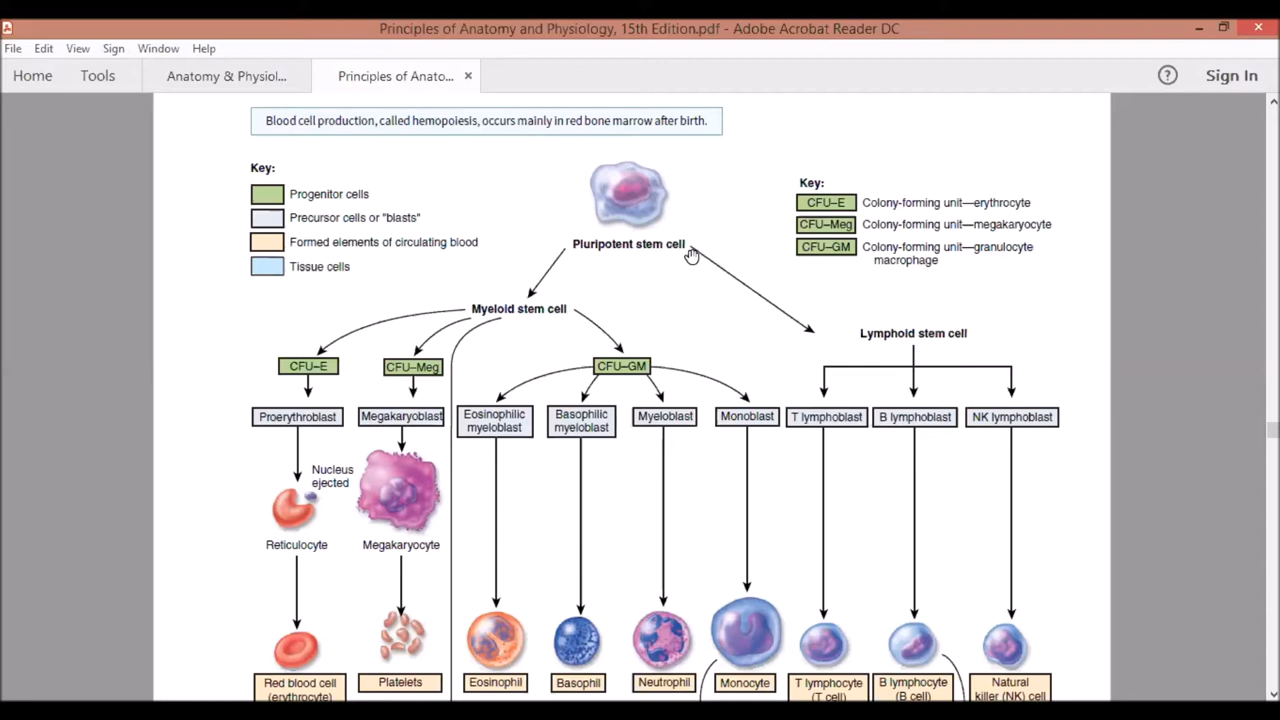 Principles of Anatomy and Physiology, 15th Edition.pdf - Adobe Acrobat Reader DC
File Edit View Sign Window Help
Home Tools Anatomy & Physiol... Principles of Anato... × ? Sign In
Blood cell production, called hemopoiesis, occurs mainly in red bone marrow after birth.
Key:
Progenitor cells
Precursor cells or "blasts"
Formed elements of circulating blood
Tissue cells
Key:
CFU–E Colony-forming unit—erythrocyte
CFU–Meg Colony-forming unit—megakaryocyte
CFU–GM Colony-forming unit—granulocyte
macrophage
Pluripotent stem cell
Myeloid stem cell
Lymphoid stem cell
CFU–E
CFU–Meg
CFU–GM
Proerythroblast
Megakaryoblast
Eosinophilic
myeloblast
Basophilic
myeloblast
Myeloblast
Monoblast
T lymphoblast
B lymphoblast
NK lymphoblast
Nucleus
ejected
Reticulocyte
Megakaryocyte
Red blood cell
(erythrocyte)
Platelets
Eosinophil
Basophil
Neutrophil
Monocyte
T lymphocyte
(T cell)
B lymphocyte
(B cell)
Natural
killer (NK) cell